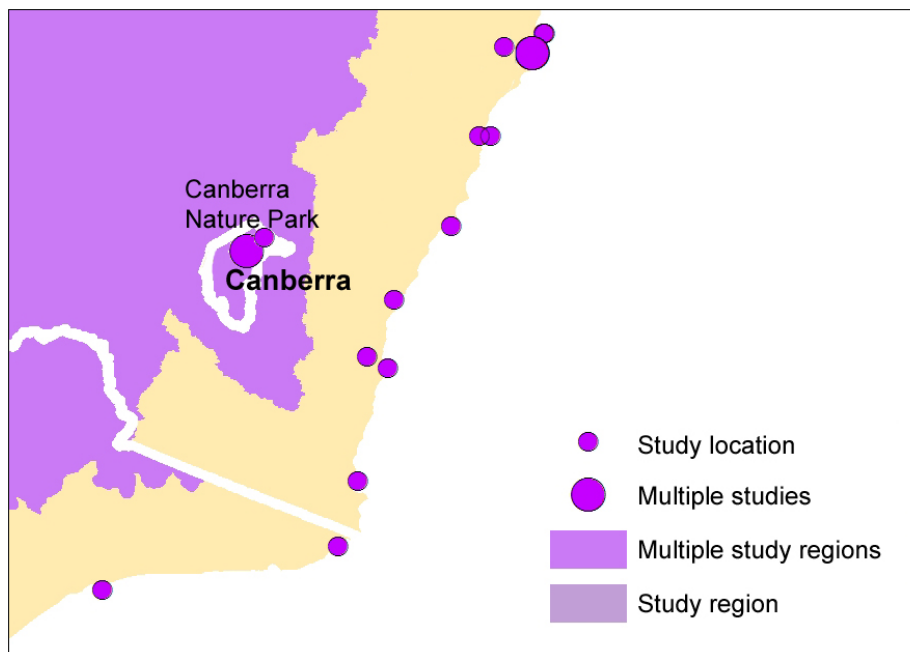 Canberra
Nature Park
Canberra
Study location
Multiple studies
Multiple study regions
Study region